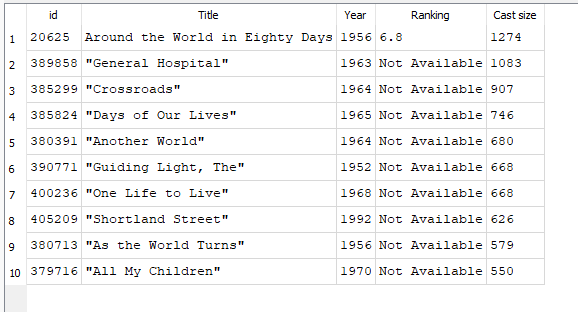 id Title Year Ranking Cast size
1 20625 Around the World in Eighty Days 1956 6.8 1274
2 389858 "General Hospital" 1963 Not Available 1083
3 385299 "Crossroads" 1964 Not Available 907
4 385824 "Days of Our Lives" 1965 Not Available 746
5 380391 "Another World" 1964 Not Available 680
6 390771 "Guiding Light, The" 1952 Not Available 668
7 400236 "One Life to Live" 1968 Not Available 668
8 405209 "Shortland Street" 1992 Not Available 626
9 380713 "As the World Turns" 1956 Not Available 579
10 379716 "All My Children" 1970 Not Available 550